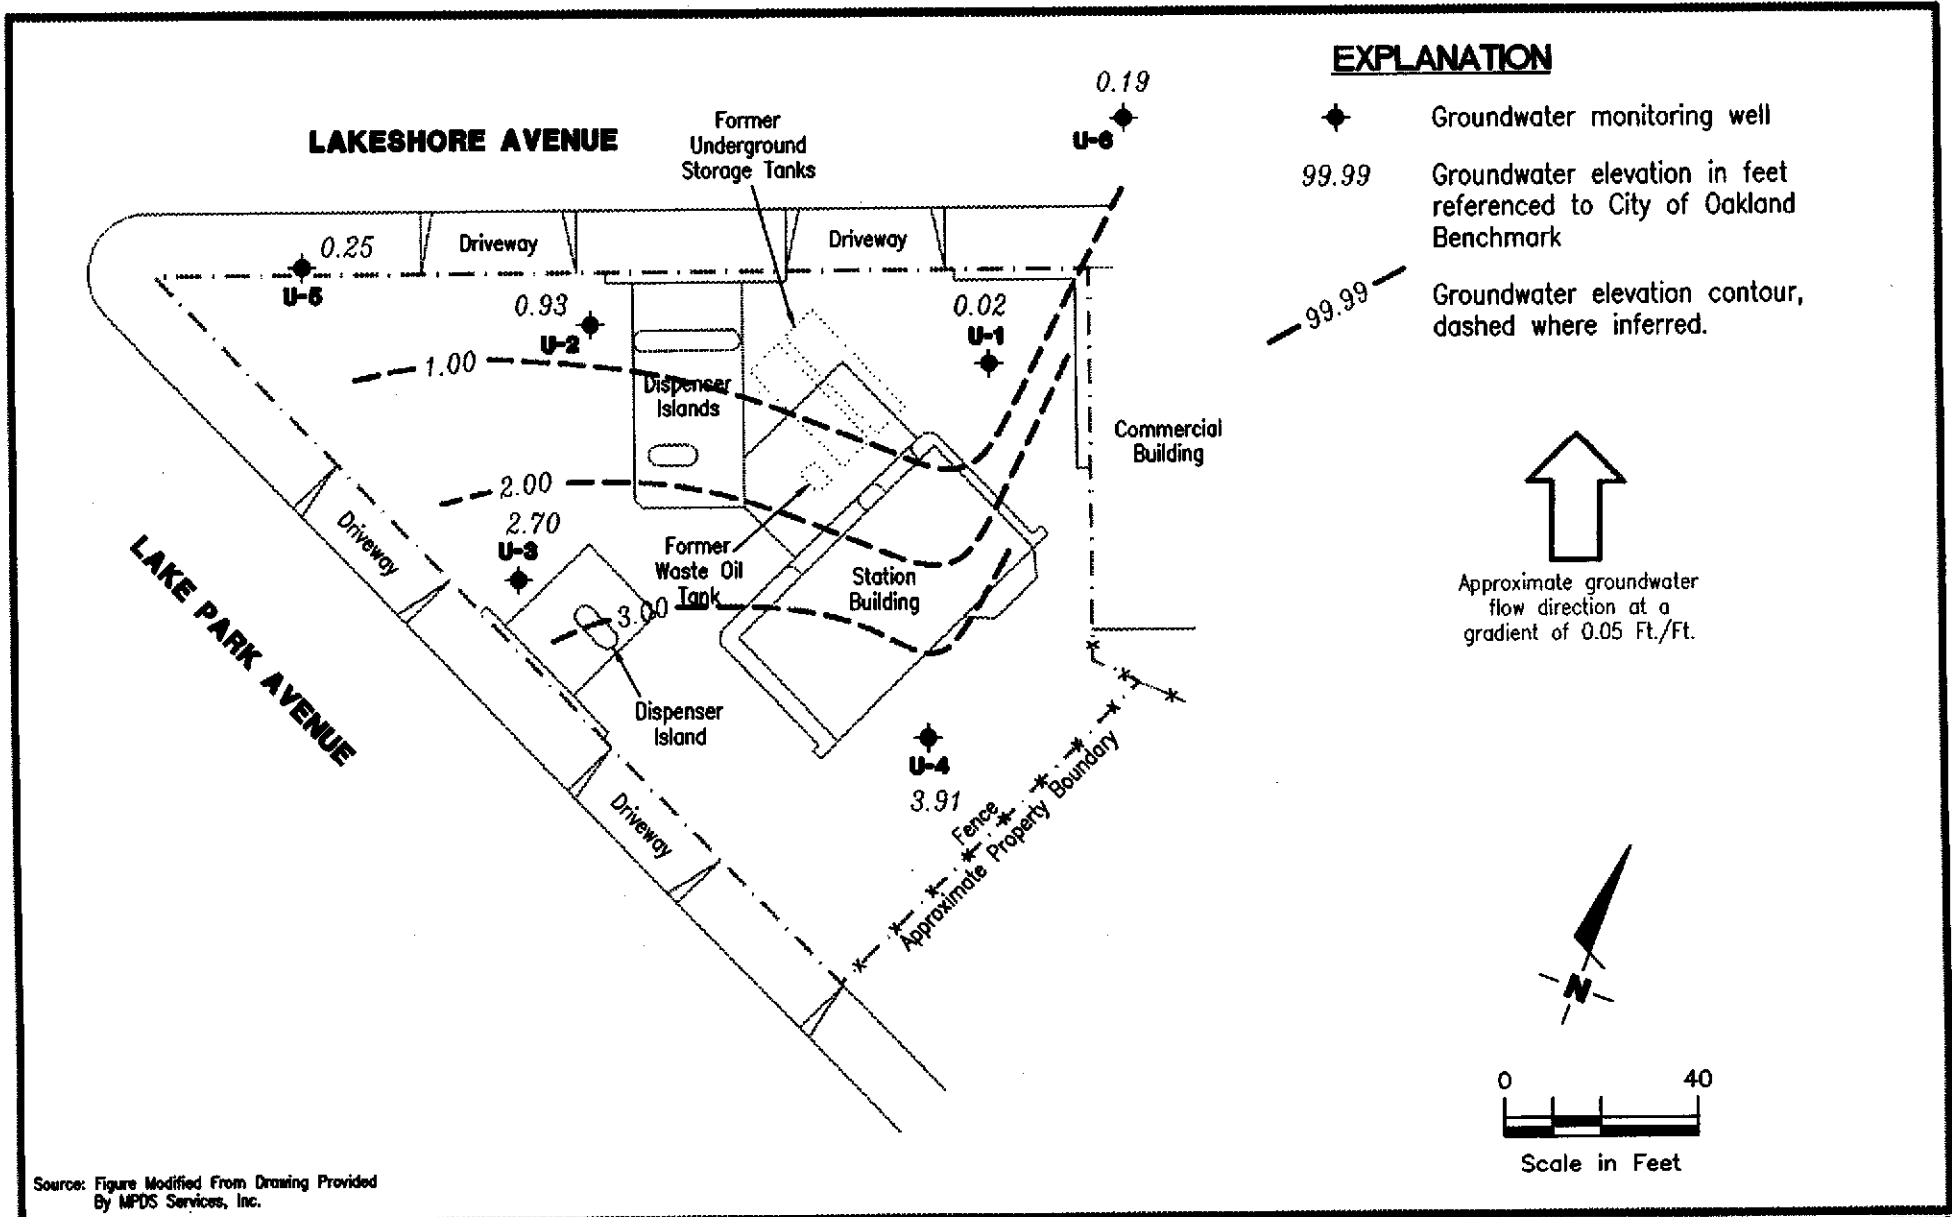 EXPLANATION
Groundwater monitoring well
99.99
Groundwater elevation in feet
referenced to City of Oakland
Benchmark
99.99
Groundwater elevation contour,
dashed where inferred.
Approximate groundwater
flow direction at a
gradient of 0.05 Ft./Ft.
N
0 40
Scale in Feet
LAKESHORE AVENUE
Former
Underground
Storage Tanks
0.19
U-6
0.25
U-5
Driveway
Driveway
0.93
U-2
0.02
U-1
1.00
Dispenser
Islands
Commercial
Building
2.00
2.70
U-3
Driveway
LAKE PARK AVENUE
Former
Waste Oil
Tank
Station
Building
3.00
Dispenser
Island
U-4
3.91
Driveway
Fence
Approximate Property Boundary
Source: Figure Modified From Drawing Provided
By MPDS Services, Inc.